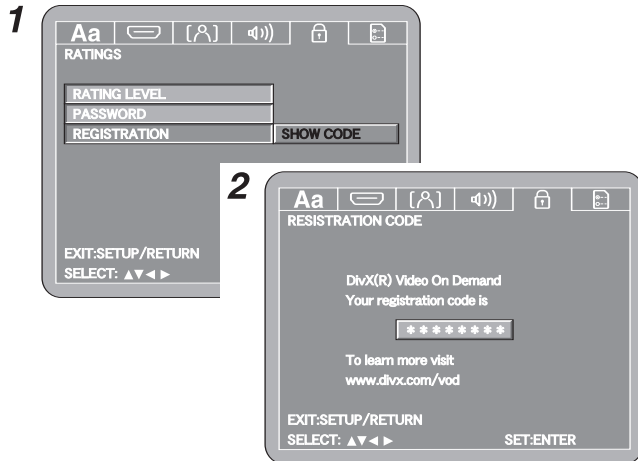 1
Aa
RATINGS
RATING LEVEL
PASSWORD
REGISTRATION SHOW CODE
EXIT:SETUP/RETURN
SELECT: ▲▼◄►
2
Aa
RESISTRATION CODE
DivX(R) Video On Demand
Your registration code is
********
To learn more visit
www.divx.com/vod
EXIT:SETUP/RETURN
SELECT: ▲▼◄► SET:ENTER